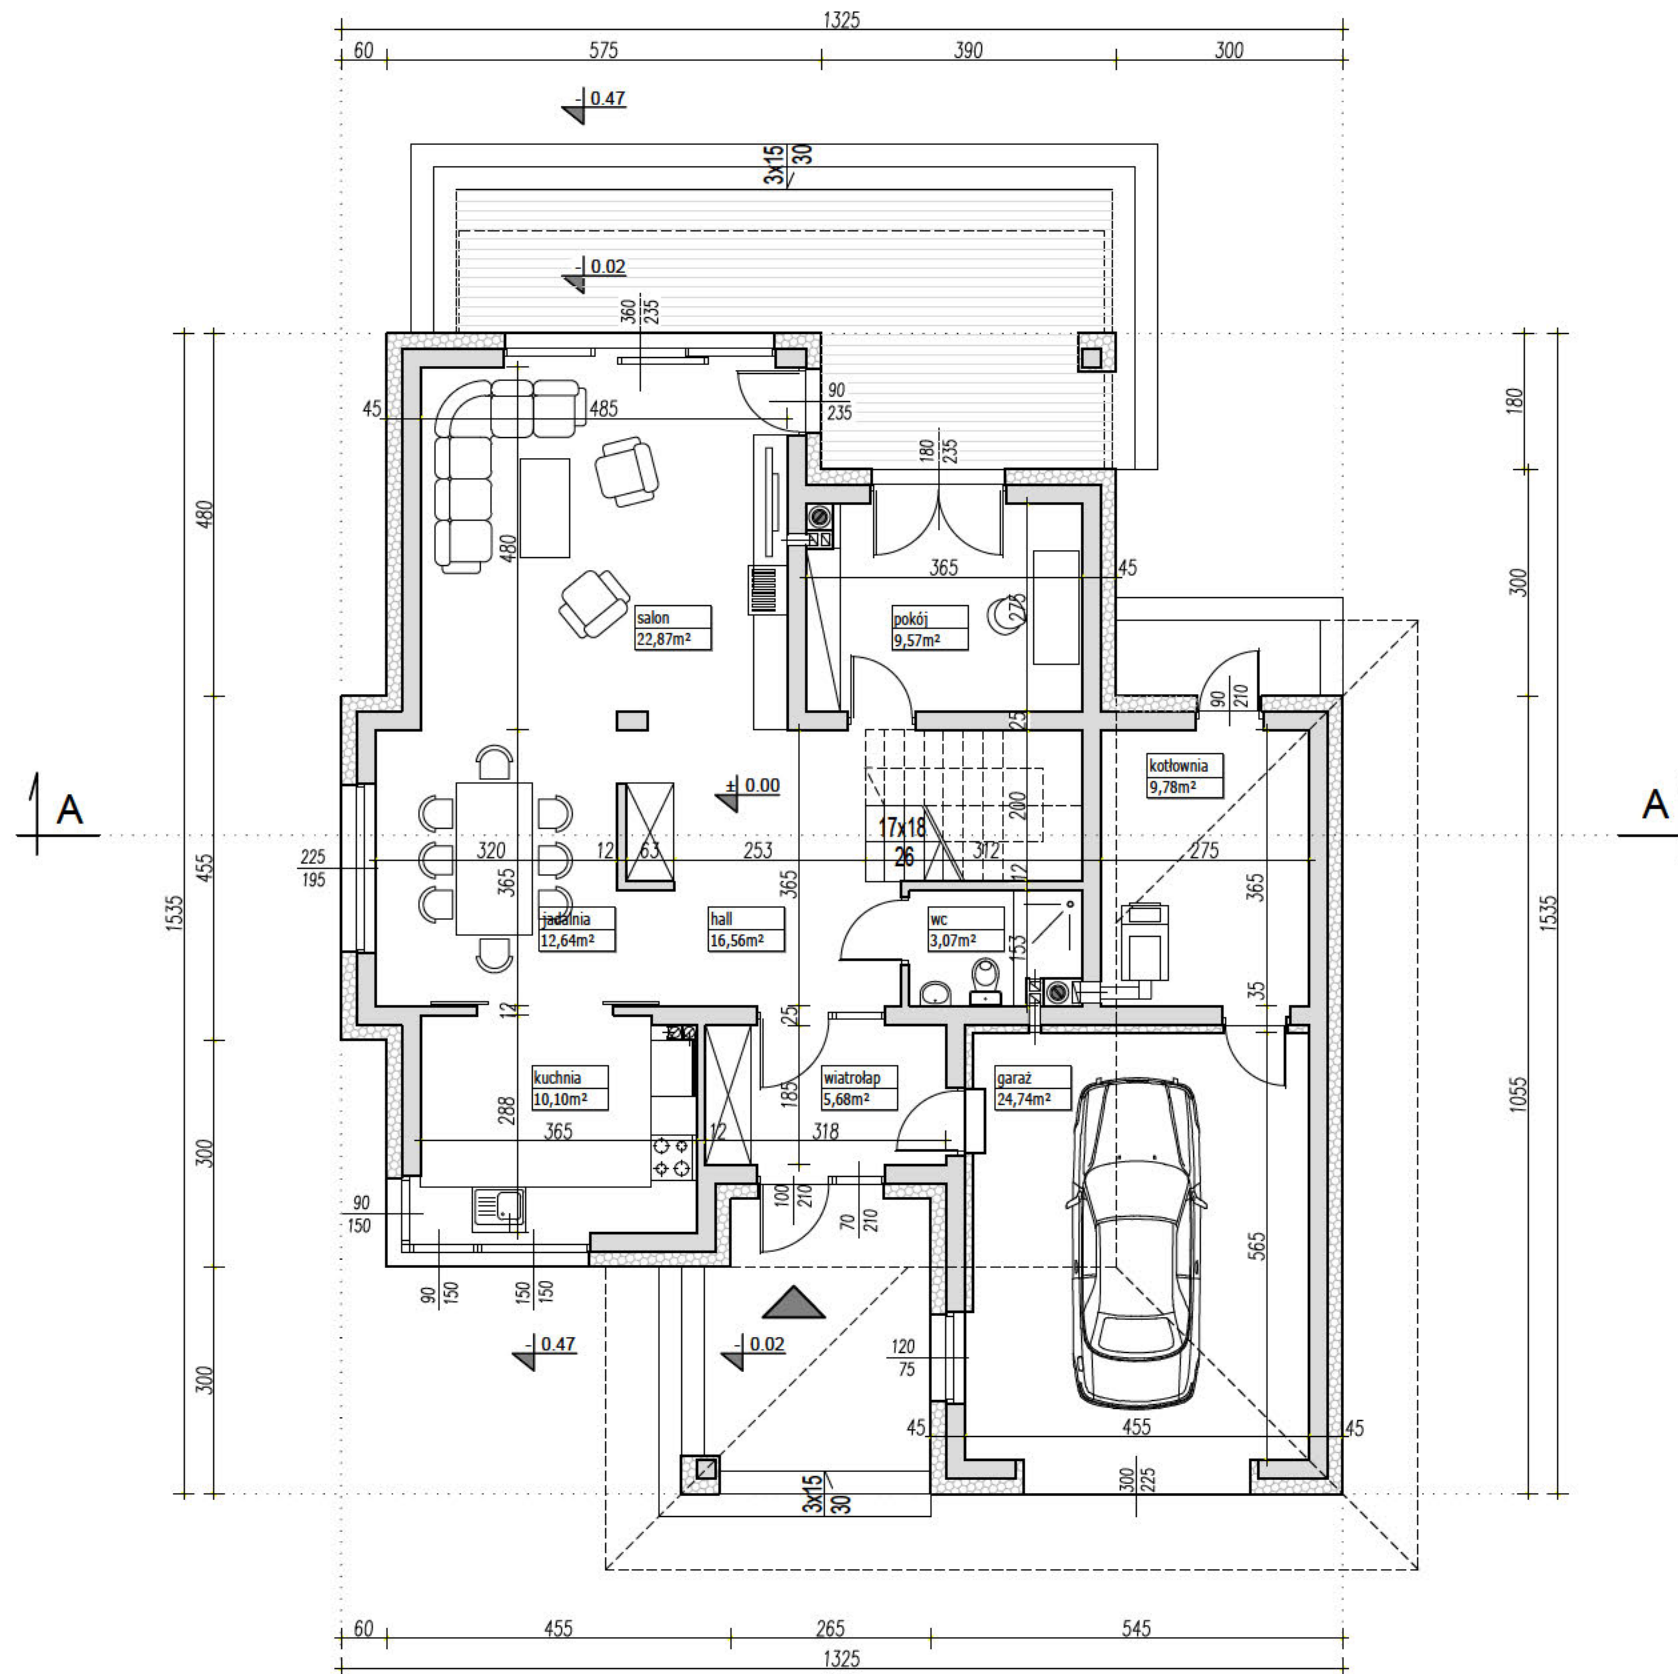 1325
60 575 390 300
- 0.47
3x15
30
- 0.02
360
235
45 485
90
235
180
235
180
480
480
365 45
275
300
salon
22,87m²
pokój
9,57m²
90
210
25
kotłownia
9,78m²
± 0.00
A
A
200
17x18
26
225
195
320 12 63 253 312 275
455
365
365
12
365
1535
1535
jadalnia
12,64m²
hall
16,56m²
wc
3,07m²
153
12
25
35
kuchnia
10,10m²
wiatrołap
5,68m²
garaż
24,74m²
288
185
1055
365 12 318
300
90
150
100
210
70
210
565
90
150
150
150
- 0.47
- 0.02
120
75
300
45 455 45
3x15
30
300
225
60 455 265 545
1325